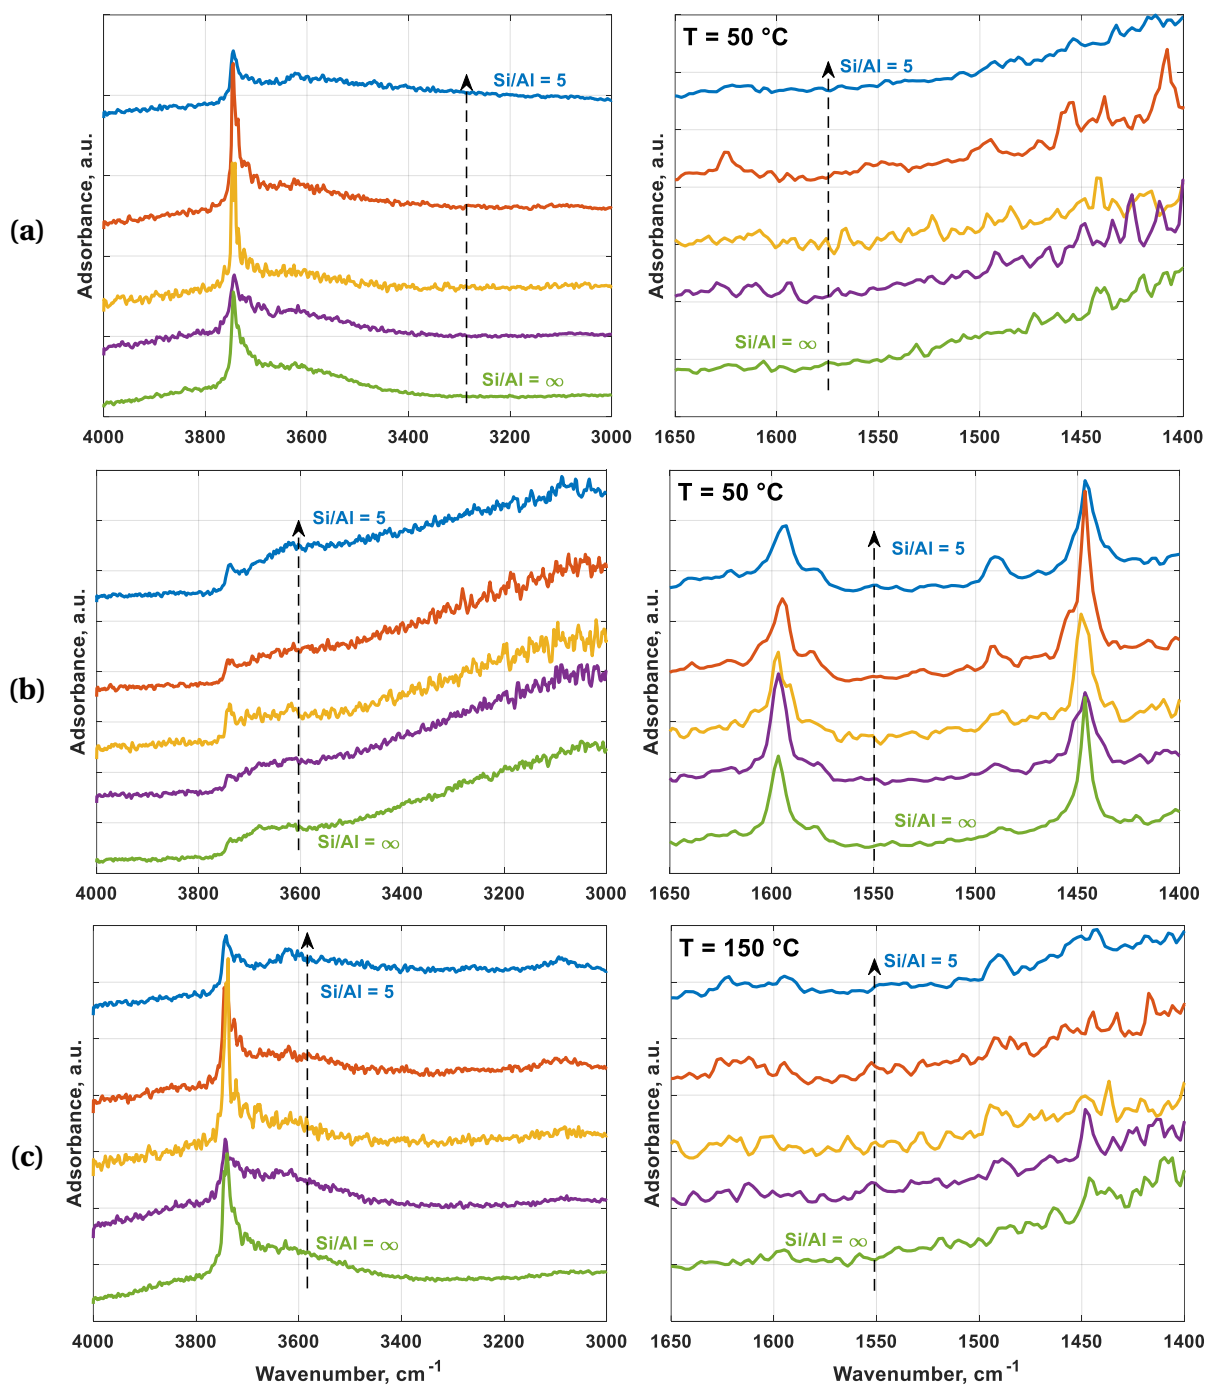 (a)
Adsorbance, a.u.
Si/Al = 5
Si/Al = ∞
4000 3800 3600 3400 3200 3000
T = 50 °C
Adsorbance, a.u.
Si/Al = 5
Si/Al = ∞
1650 1600 1550 1500 1450 1400
(b)
Adsorbance, a.u.
Si/Al = 5
Si/Al = ∞
4000 3800 3600 3400 3200 3000
T = 50 °C
Adsorbance, a.u.
Si/Al = 5
Si/Al = ∞
1650 1600 1550 1500 1450 1400
(c)
Adsorbance, a.u.
Si/Al = 5
Si/Al = ∞
4000 3800 3600 3400 3200 3000
Wavenumber, cm⁻¹
T = 150 °C
Adsorbance, a.u.
Si/Al = 5
Si/Al = ∞
1650 1600 1550 1500 1450 1400
Wavenumber, cm⁻¹